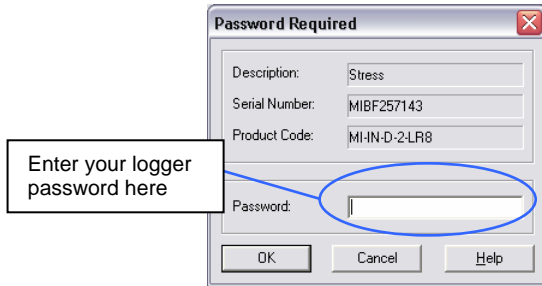 Password Required
Description: Stress
Serial Number: MIBF257143
Product Code: MI-IN-D-2-LR8
Enter your logger
password here
Password:
OK Cancel Help